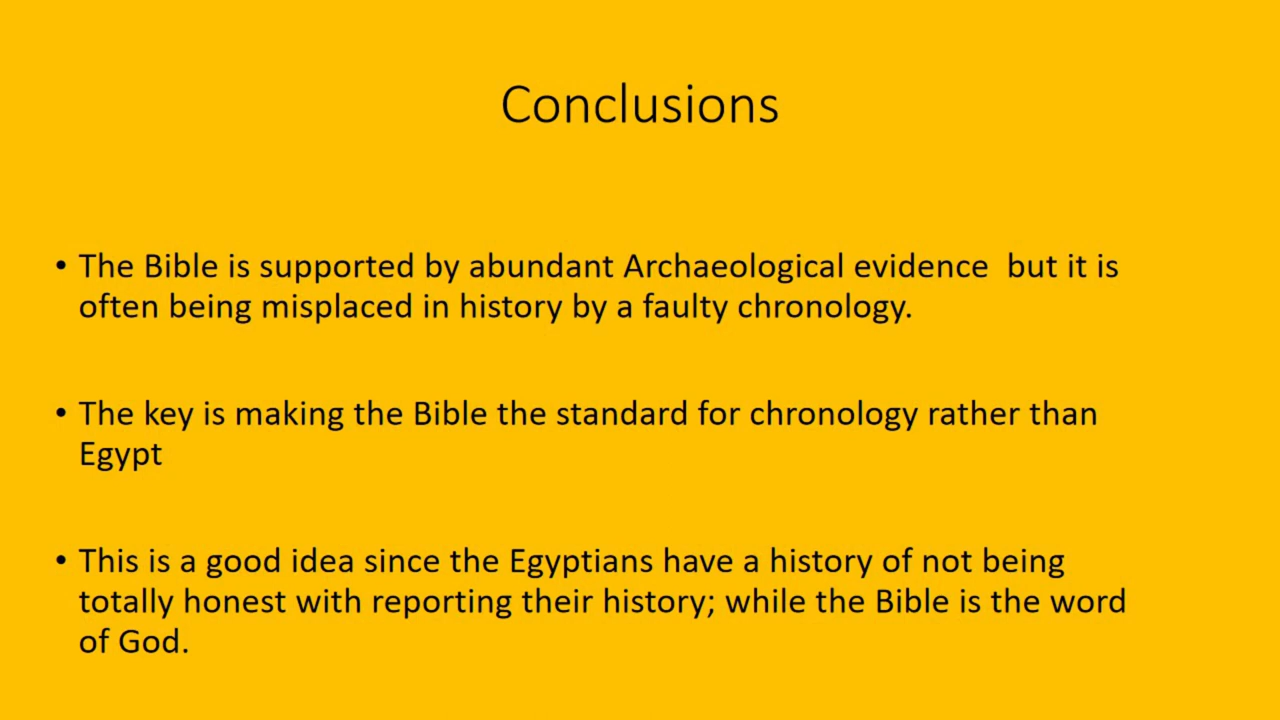 Conclusions
• The Bible is supported by abundant Archaeological evidence  but it is
often being misplaced in history by a faulty chronology.
• The key is making the Bible the standard for chronology rather than
Egypt
• This is a good idea since the Egyptians have a history of not being
totally honest with reporting their history; while the Bible is the word
of God.